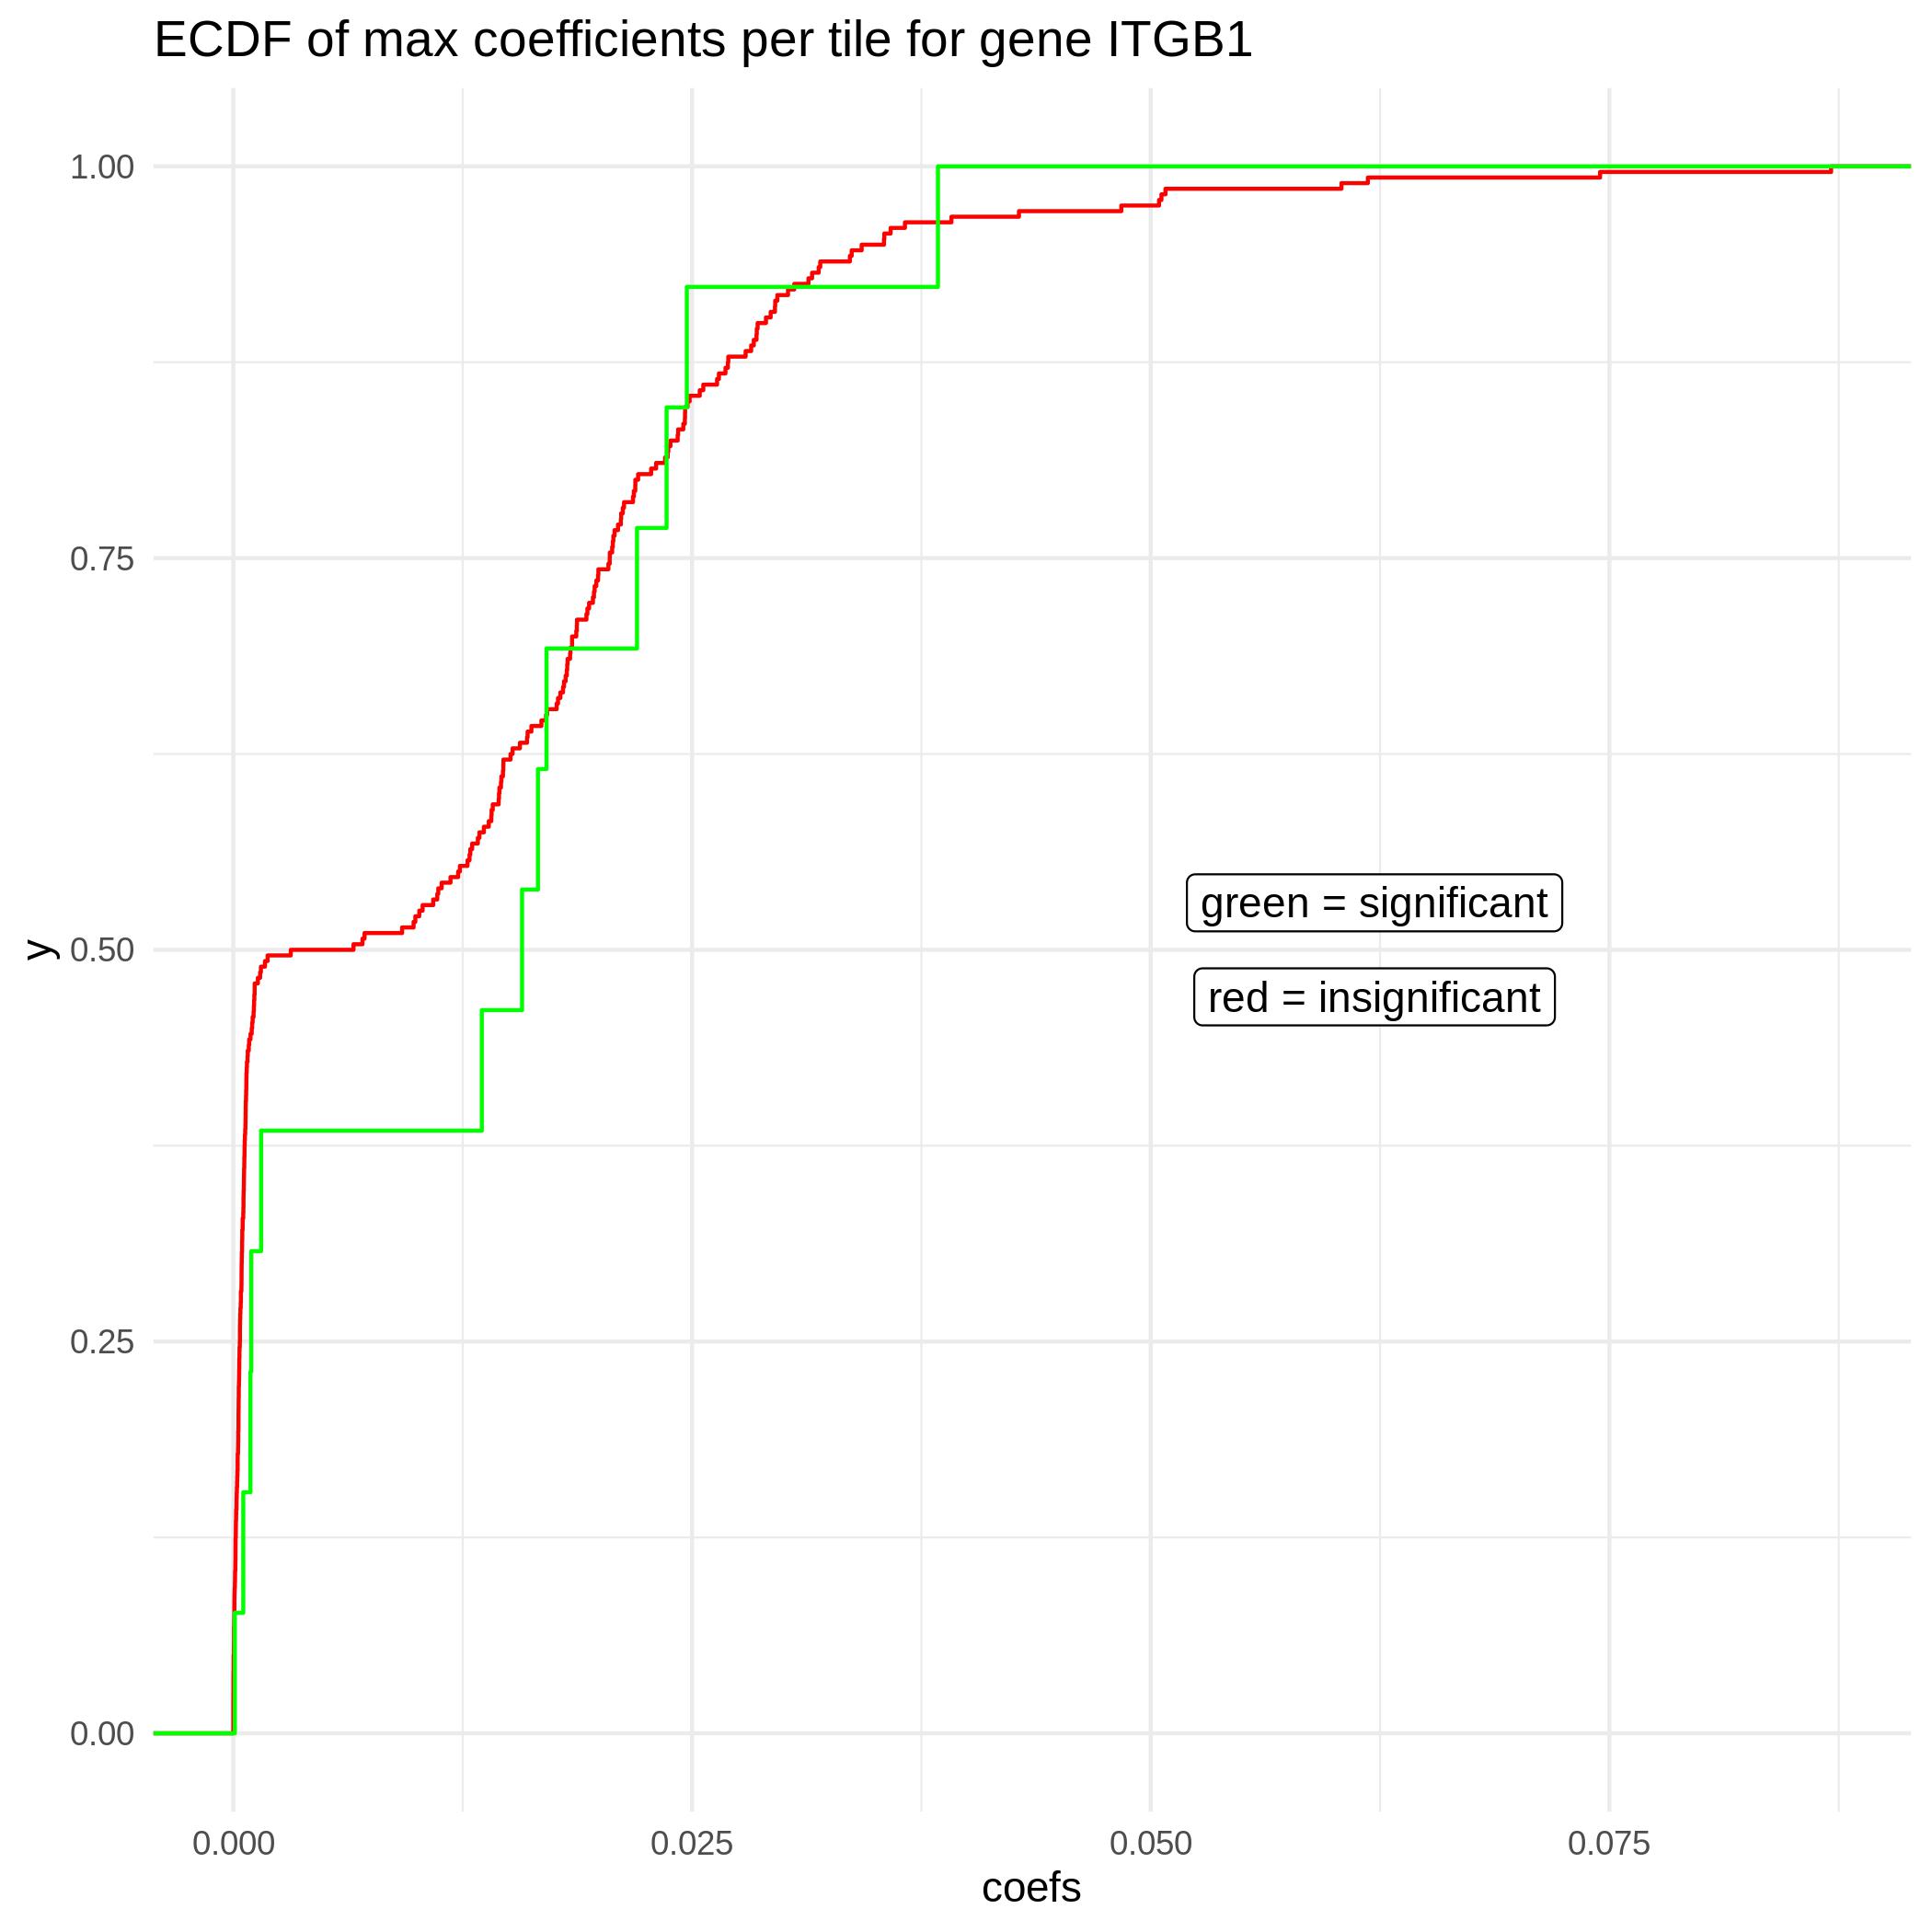 ECDF of max coefficients per tile for gene ITGB1
1.00
0.75
0.50
0.25
0.00
y
green = significant
red = insignificant
0.000 0.025 0.050 0.075
coefs